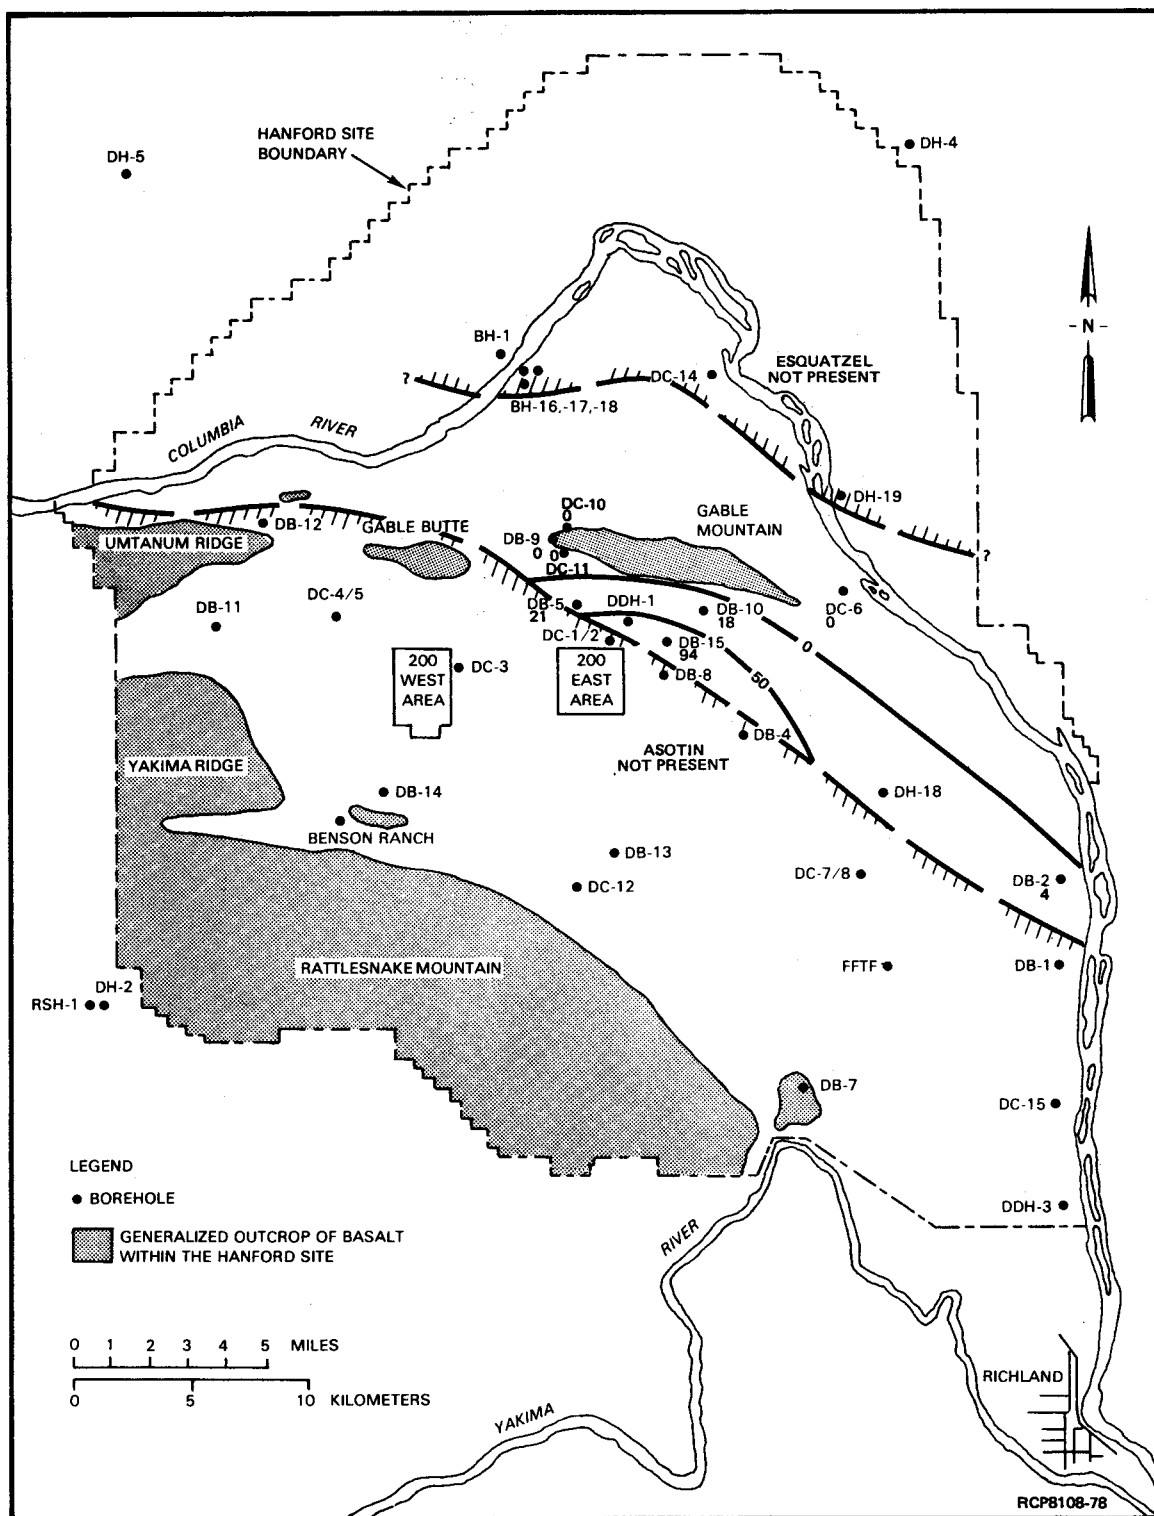 HANFORD SITE
BOUNDARY
DH-5
DH-4
- N -
BH-1
ESQUATZEL
NOT PRESENT
DC-14
?
BH-16,-17,-18
COLUMBIA
RIVER
DH-19
DC-10
0
GABLE
MOUNTAIN
DB-12
GABLE BUTTE
UMTANUM RIDGE
DB-9
0
0
DC-11
?
DB-11
DC-4/5
DB-5
21
DDH-1
DB-10
18
DC-6
0
0
DC-1/2
DB-15
94
50
200
WEST
AREA
DC-3
200
EAST
AREA
DB-8
DB-4
ASOTIN
NOT PRESENT
YAKIMA RIDGE
DB-14
DH-18
BENSON RANCH
DB-13
DC-12
DC-7/8
DB-2
4
RATTLESNAKE MOUNTAIN
FFTF
DB-1
DH-2
RSH-1
DB-7
DC-15
LEGEND
BOREHOLE
DDH-3
GENERALIZED OUTCROP OF BASALT
WITHIN THE HANFORD SITE
RIVER
0 1 2 3 4 5 MILES
0 5 10 KILOMETERS
RICHLAND
YAKIMA
RCP8108-78